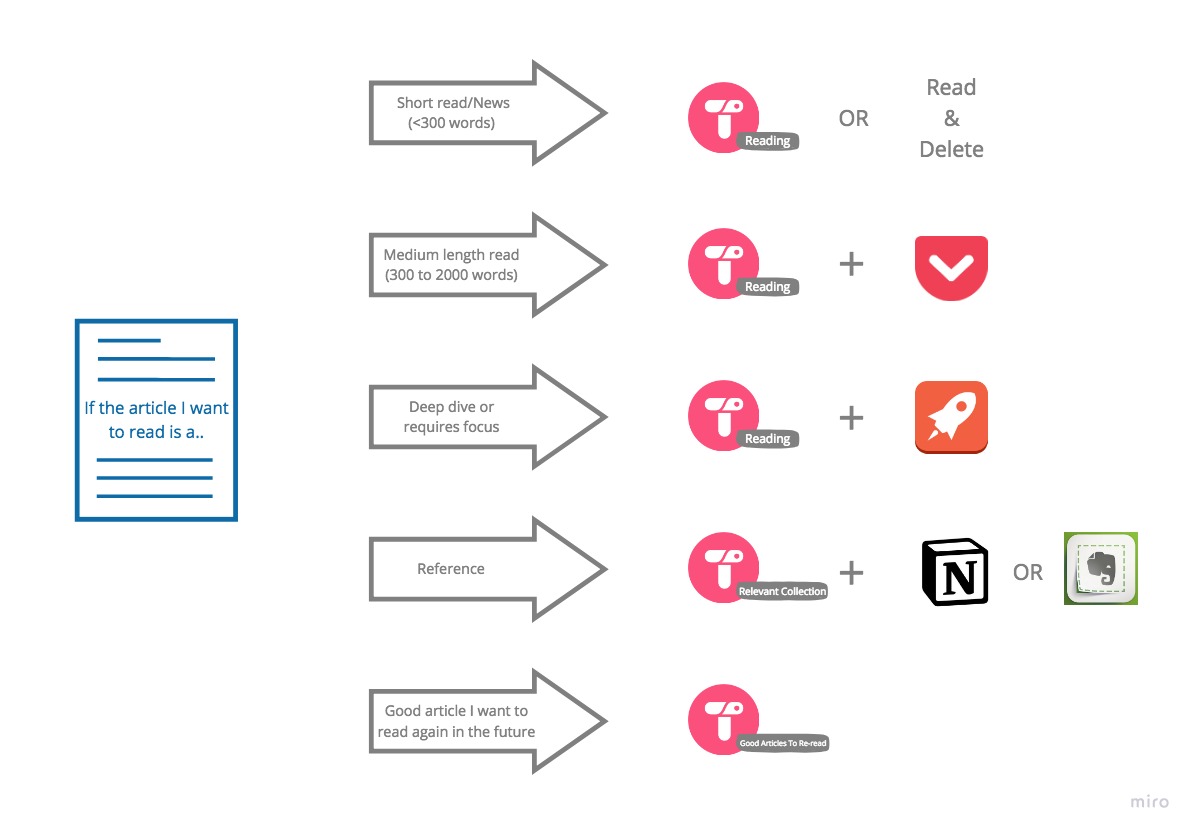 Short read/News
(<300 words)
Reading
OR
Read
&
Delete
Medium length read
(300 to 2000 words)
Reading
+
If the article I want
to read is a..
Deep dive or
requires focus
Reading
+
Reference
Relevant Collection
+
N
OR
Good article I want to
read again in the future
Good Articles To Re-read
miro